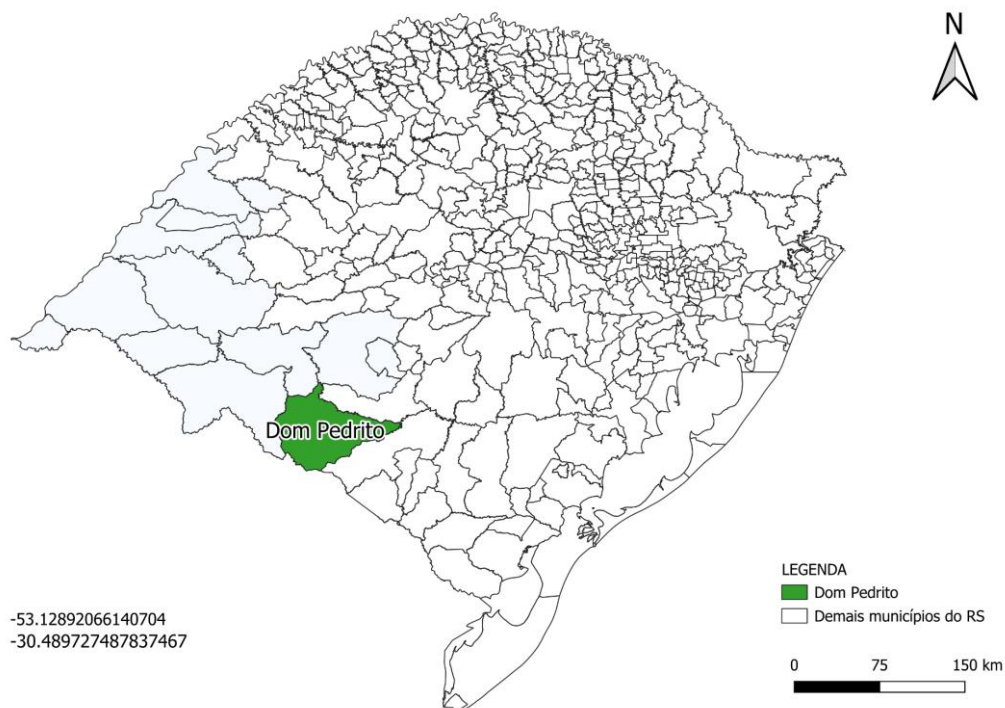 N
Dom Pedrito
LEGENDA
Dom Pedrito
Demais municípios do RS
-53.12892066140704
-30.489727487837467
0 75 150 km